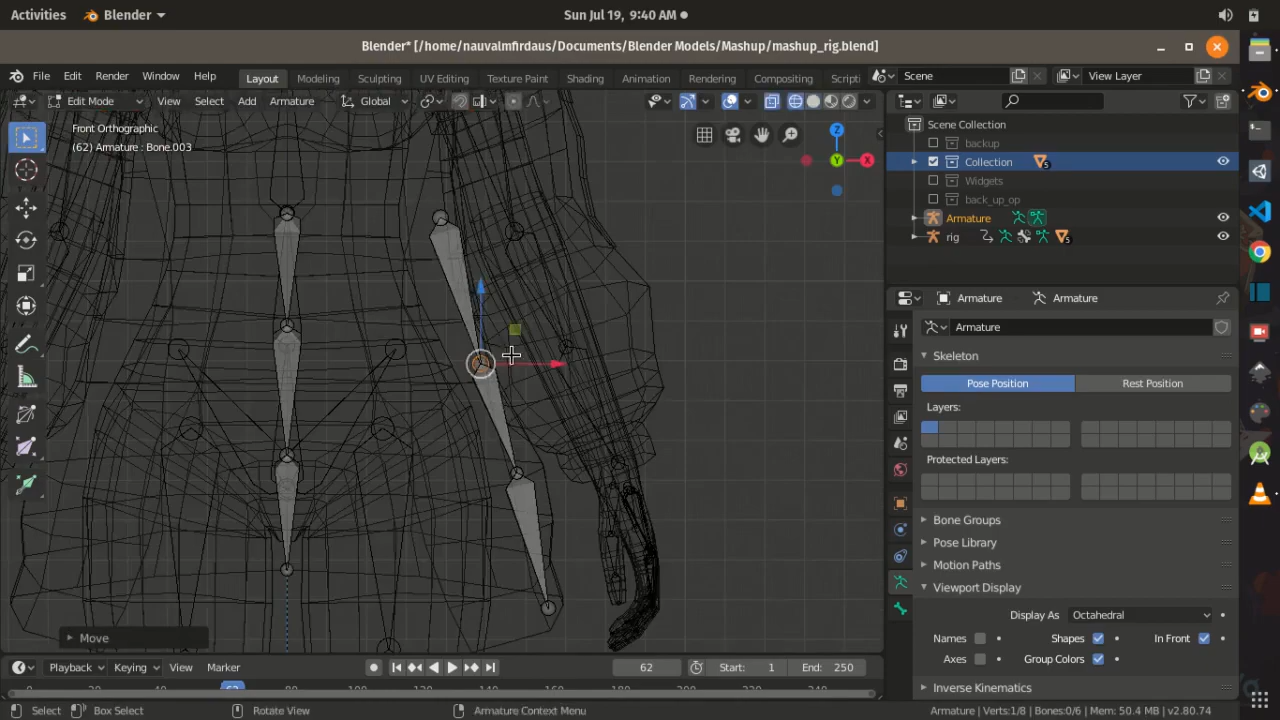 Activities Blender Sun Jul 19, 9:40 AM
Blender* [/home/nauvalmfirdaus/Documents/Blender Models/Mashup/mashup_rig.blend]
File Edit Render Window Help Layout Modeling Sculpting UV Editing Texture Paint Shading Animation Rendering Compositing Scripti Scene View Layer
Edit Mode View Select Add Armature Global
Front Orthographic
(62) Armature : Bone.003
Z
Y
X
Move
Scene Collection
backup
Collection 5
Widgets
back_up_op
Armature
rig 5
Armature Armature
Armature
Skeleton
Pose Position Rest Position
Layers:
Protected Layers:
Bone Groups
Pose Library
Motion Paths
Viewport Display
Display As Octahedral
Names Shapes In Front
Axes Group Colors
Inverse Kinematics
Playback Keying View Marker 62 Start: 1 End: 250
Select Box Select Rotate View Armature Context Menu Armature | Verts:1/8 | Bones:0/6 | Mem: 50.4 MB | v2.80.74